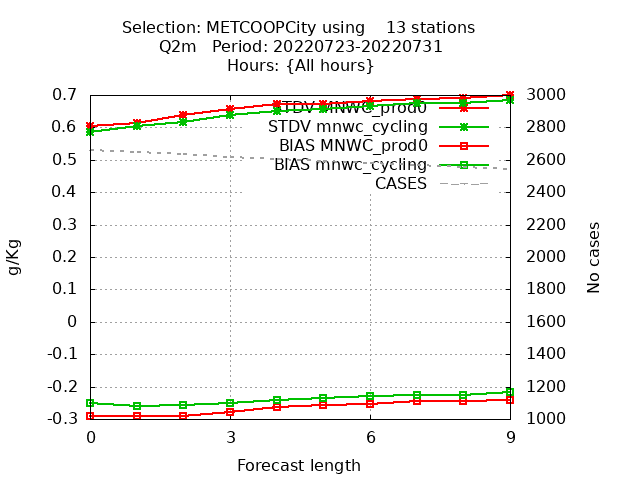 Selection: METCOOPCity using 13 stations
Q2m Period: 20220723-20220731
Hours: {All hours}
0.7 3000
STDV MNWC_prod0
0.6 STDV mnwc_cycling 2800
BIAS MNWC_prod0
0.5 BIAS mnwc_cycling 2600
CASES
0.4 2400
0.3 2200
0.2 2000
0.1 1800
0 1600
-0.1 1400
-0.2 1200
-0.3 1000
g/Kg
No cases
0 3 6 9
Forecast length